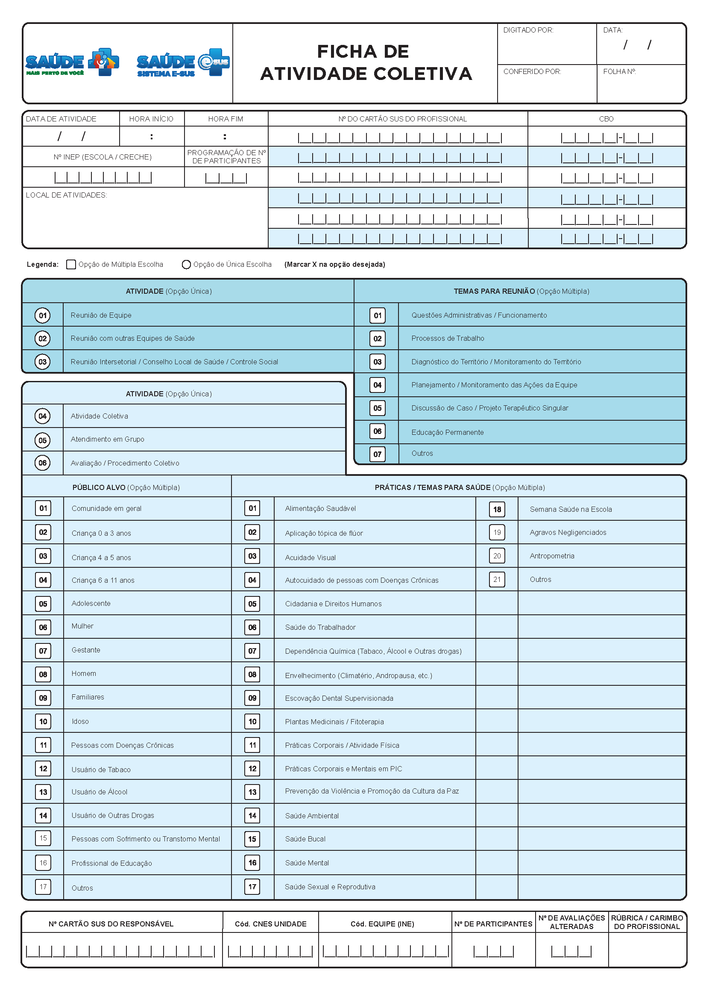 SAÚDE
MAIS PERTO DE VOCÊ
SAÚDE
SISTEMA E-SUS
e SUS
FICHA DE
ATIVIDADE COLETIVA
DIGITADO POR:
DATA:
/ /
CONFERIDO POR:
FOLHA Nº:
DATA DE ATIVIDADE
HORA INÍCIO
HORA FIM
Nº DO CARTÃO SUS DO PROFISSIONAL
CBO
/ /
:
:
Nº INEP (ESCOLA / CRECHE)
PROGRAMAÇÃO DE Nº
DE PARTICIPANTES
LOCAL DE ATIVIDADES:
Legenda: Opção de Múltipla Escolha Opção de Única Escolha (Marcar X na opção desejada)
ATIVIDADE (Opção Única)
01 Reunião de Equipe
02 Reunião com outras Equipes de Saúde
03 Reunião Intersetorial / Conselho Local de Saúde / Controle Social
TEMAS PARA REUNIÃO (Opção Múltipla)
01 Questões Administrativas / Funcionamento
02 Processos de Trabalho
03 Diagnóstico do Território / Monitoramento do Território
04 Planejamento / Monitoramento das Ações da Equipe
05 Discussão de Caso / Projeto Terapêutico Singular
06 Educação Permanente
07 Outros
ATIVIDADE (Opção Única)
04 Atividade Coletiva
05 Atendimento em Grupo
06 Avaliação / Procedimento Coletivo
PÚBLICO ALVO (Opção Múltipla)
01 Comunidade em geral
02 Criança 0 a 3 anos
03 Criança 4 a 5 anos
04 Criança 6 a 11 anos
05 Adolescente
06 Mulher
07 Gestante
08 Homem
09 Familiares
10 Idoso
11 Pessoas com Doenças Crônicas
12 Usuário de Tabaco
13 Usuário de Álcool
14 Usuário de Outras Drogas
15 Pessoas com Sofrimento ou Transtorno Mental
16 Profissional de Educação
17 Outros
PRÁTICAS / TEMAS PARA SAÚDE (Opção Múltipla)
01 Alimentação Saudável
02 Aplicação tópica de flúor
03 Acuidade Visual
04 Autocuidado de pessoas com Doenças Crônicas
05 Cidadania e Direitos Humanos
06 Saúde do Trabalhador
07 Dependência Química (Tabaco, Álcool e Outras drogas)
08 Envelhecimento (Climatério, Andropausa, etc.)
09 Escovação Dental Supervisionada
10 Plantas Medicinais / Fitoterapia
11 Práticas Corporais / Atividade Física
12 Práticas Corporais e Mentais em PIC
13 Prevenção da Violência e Promoção da Cultura da Paz
14 Saúde Ambiental
15 Saúde Bucal
16 Saúde Mental
17 Saúde Sexual e Reprodutiva
18 Semana Saúde na Escola
19 Agravos Negligenciados
20 Antropometria
21 Outros
Nº CARTÃO SUS DO RESPONSÁVEL
Cód. CNES UNIDADE
Cód. EQUIPE (INE)
Nº DE PARTICIPANTES
Nº DE AVALIAÇÕES
ALTERADAS
RÚBRICA / CARIMBO
DO PROFISSIONAL